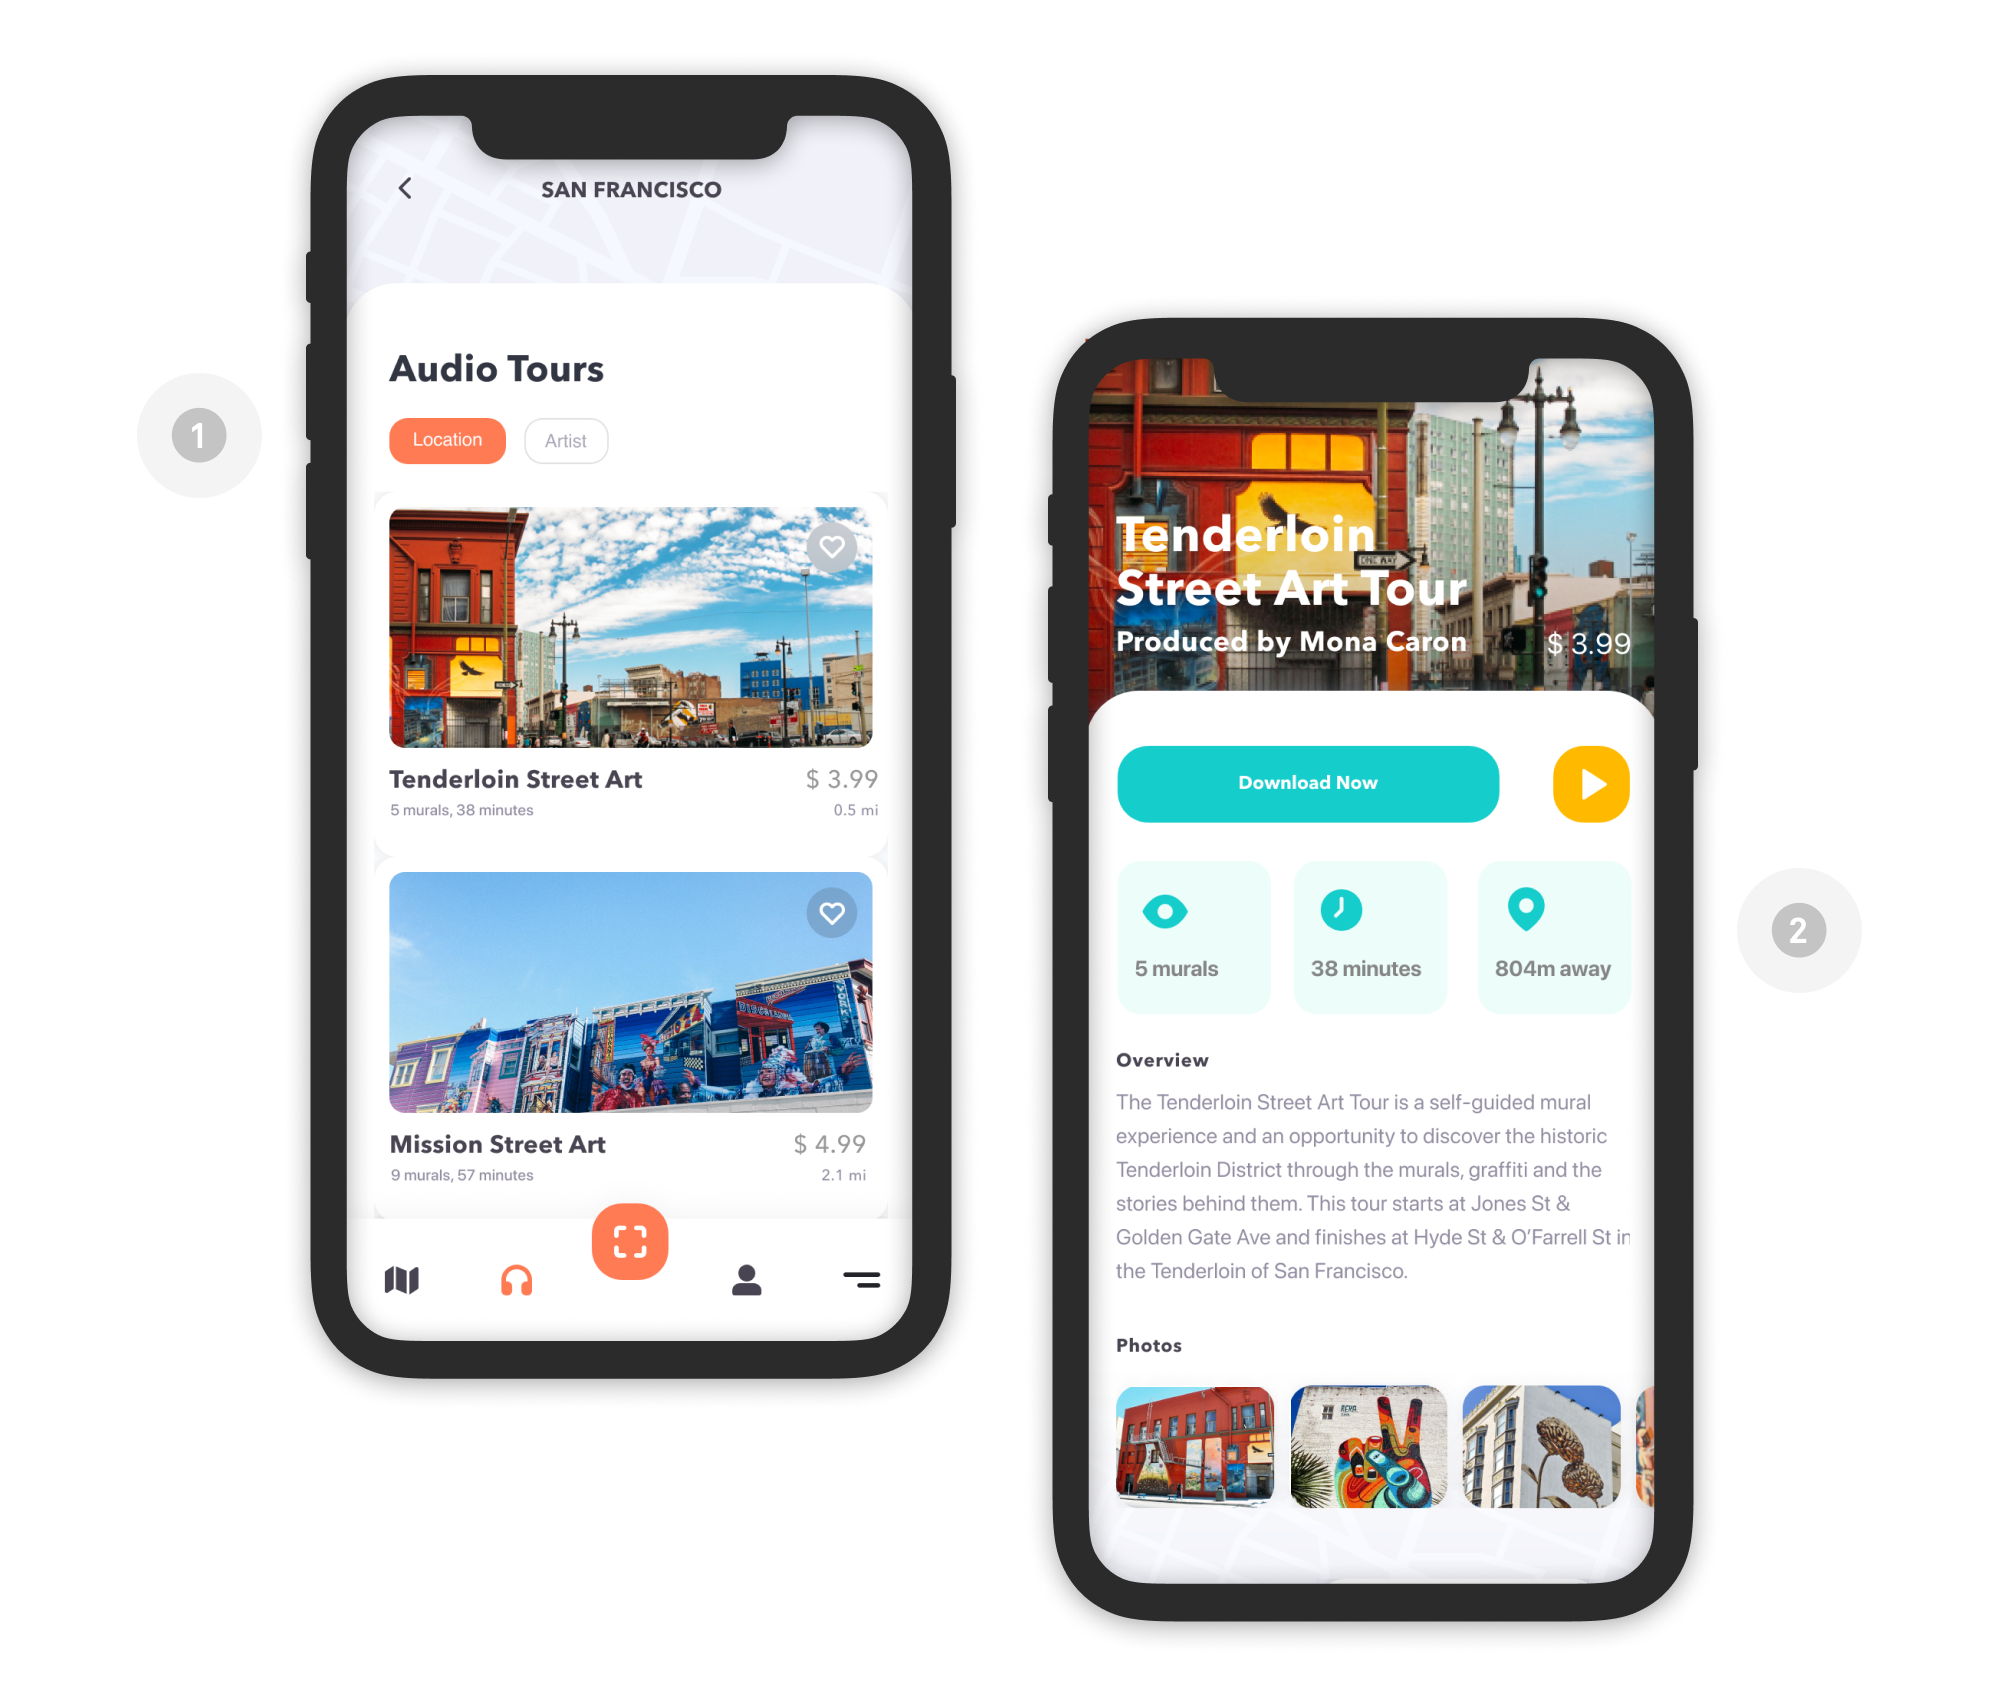 1
SAN FRANCISCO
Audio Tours
Location
Artist
Tenderloin Street Art
$ 3.99
5 murals, 38 minutes
0.5 mi
Mission Street Art
$ 4.99
9 murals, 57 minutes
2.1 mi
2
ONE WAY
Tenderloin
Street Art Tour
Produced by Mona Caron
$ 3.99
Download Now
5 murals
38 minutes
804m away
Overview
The Tenderloin Street Art Tour is a self-guided mural
experience and an opportunity to discover the historic
Tenderloin District through the murals, graffiti and the
stories behind them. This tour starts at Jones St &
Golden Gate Ave and finishes at Hyde St & O’Farrell St in
the Tenderloin of San Francisco.
Photos